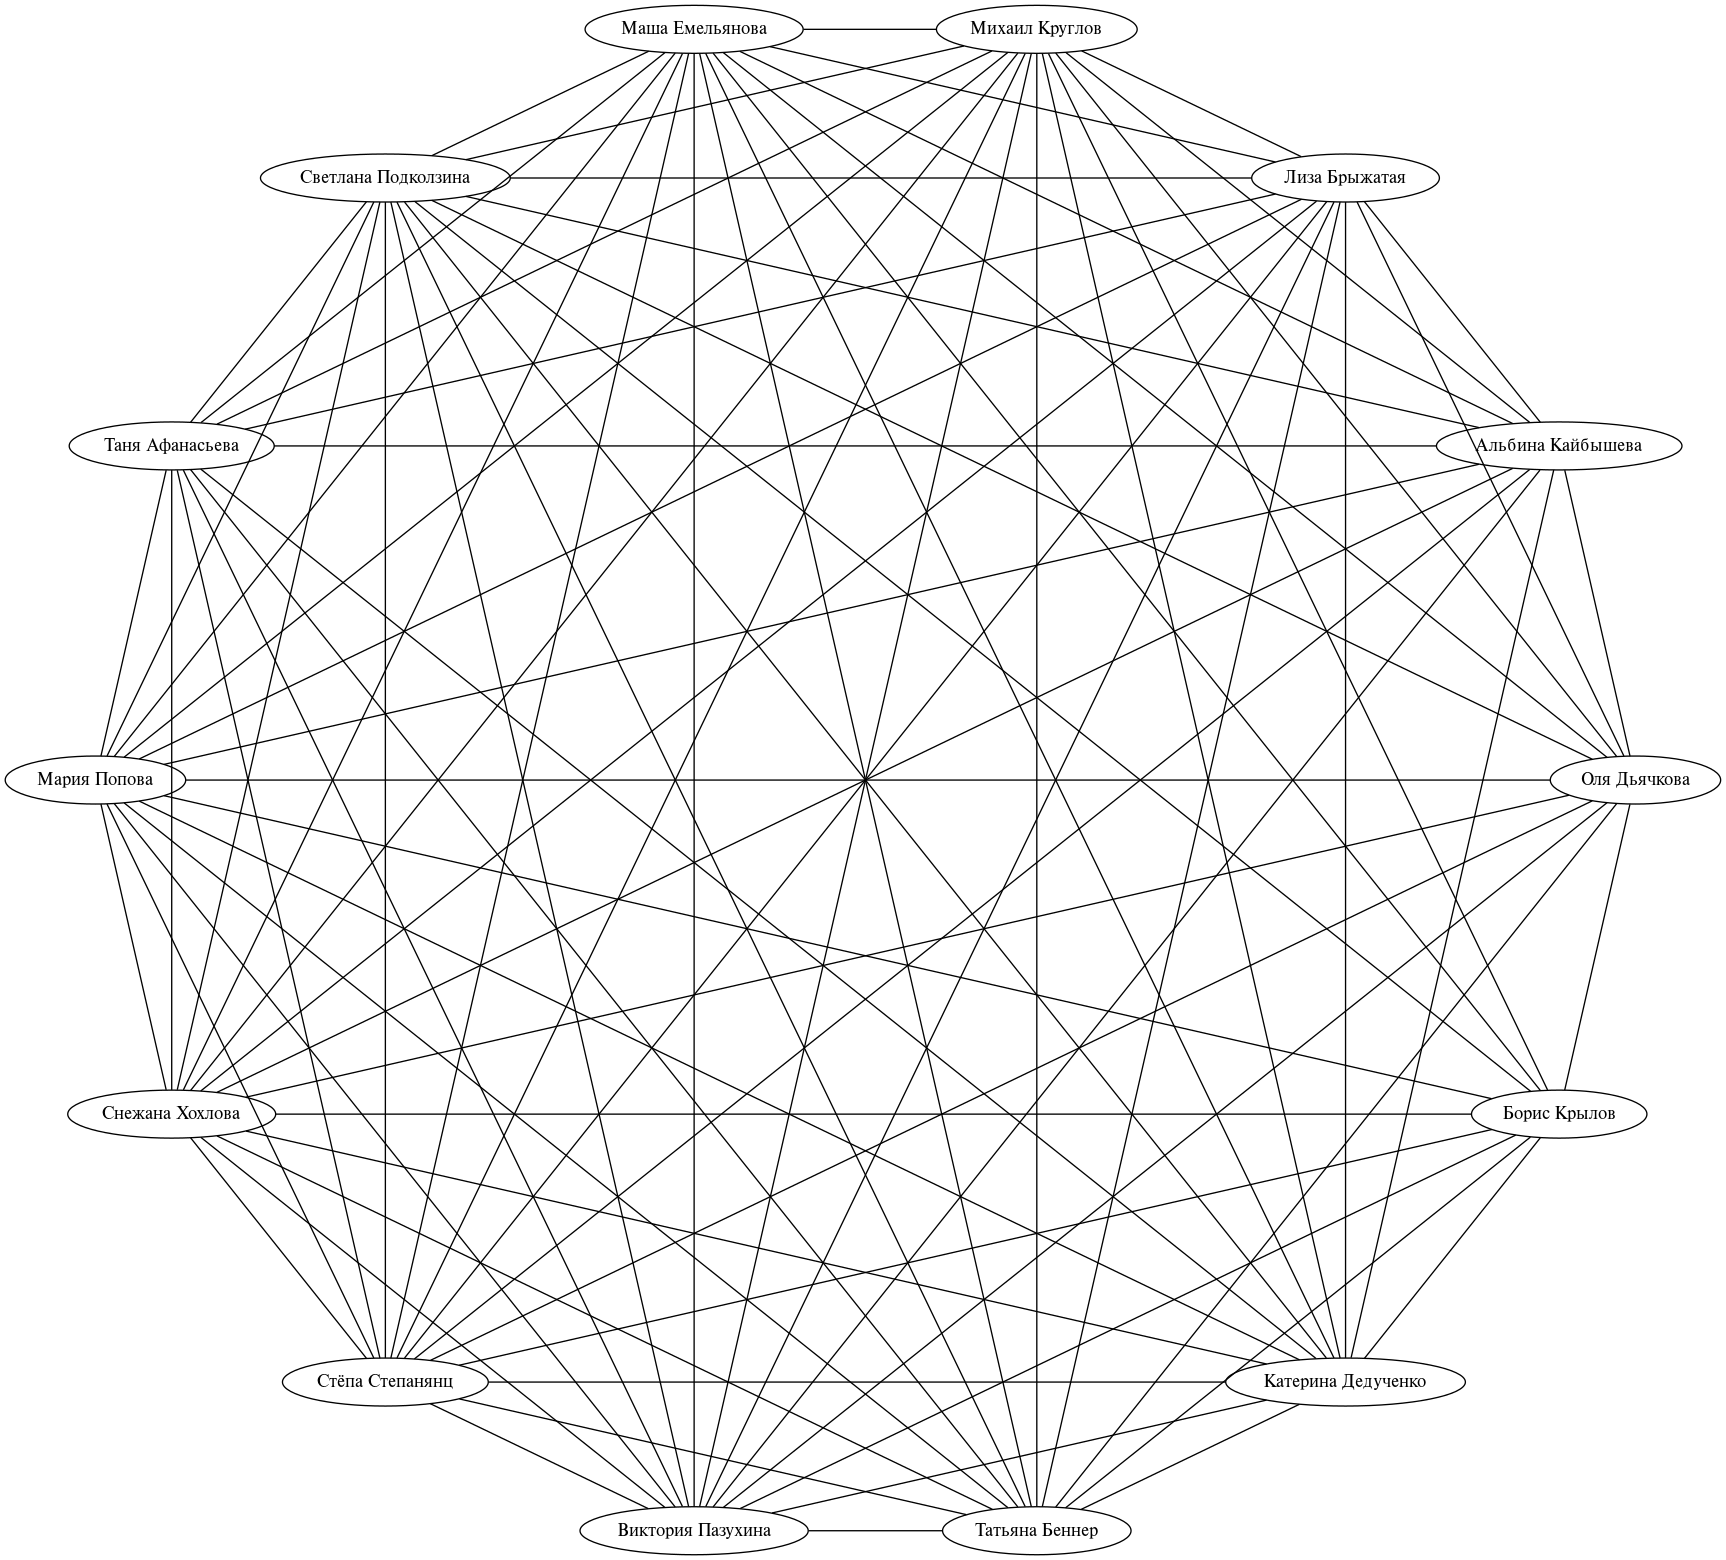 Маша Емельянова
Михаил Круглов
Светлана Подколзина
Лиза Брыжатая
Таня Афанасьева
Альбина Кайбышева
Мария Попова
Оля Дьячкова
Снежана Хохлова
Борис Крылов
Стёпа Степанянц
Катерина Дедученко
Виктория Пазухина
Татьяна Беннер